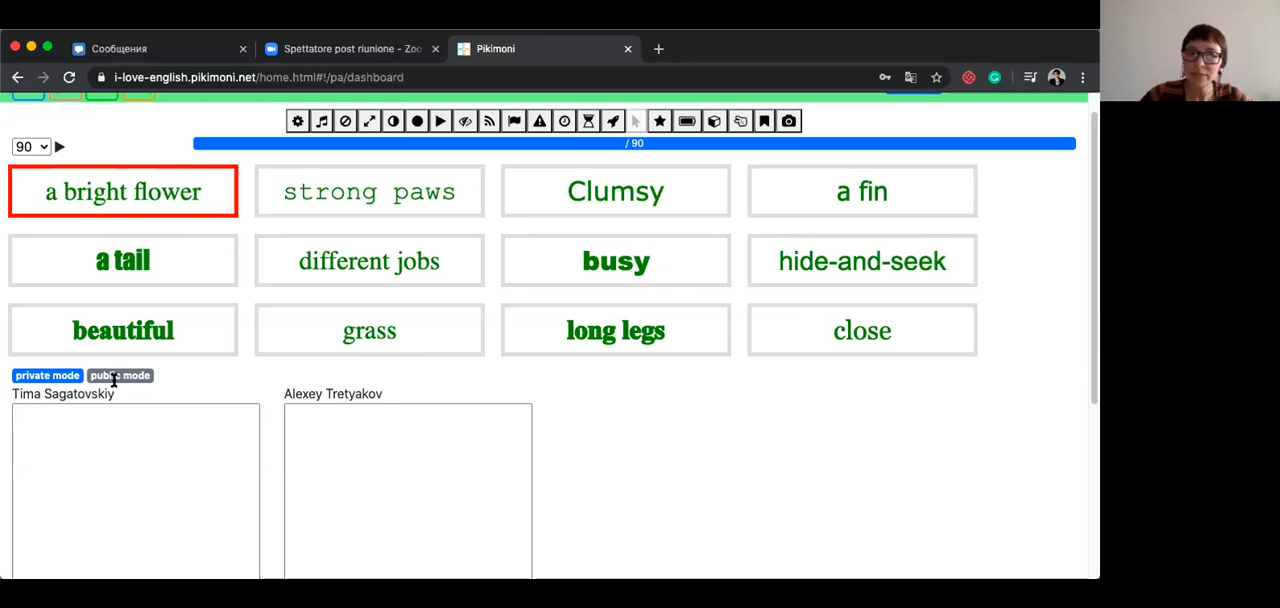 Сообщения
Spettatore post riunione - Zoo
Pikimoni
i-love-english.pikimoni.net/home.html#!/pa/dashboard
90
/ 90
a bright flower
strong paws
Clumsy
a fin
a tail
different jobs
busy
hide-and-seek
beautiful
grass
long legs
close
private mode public mode
Tima Sagatovskiy Alexey Tretyakov